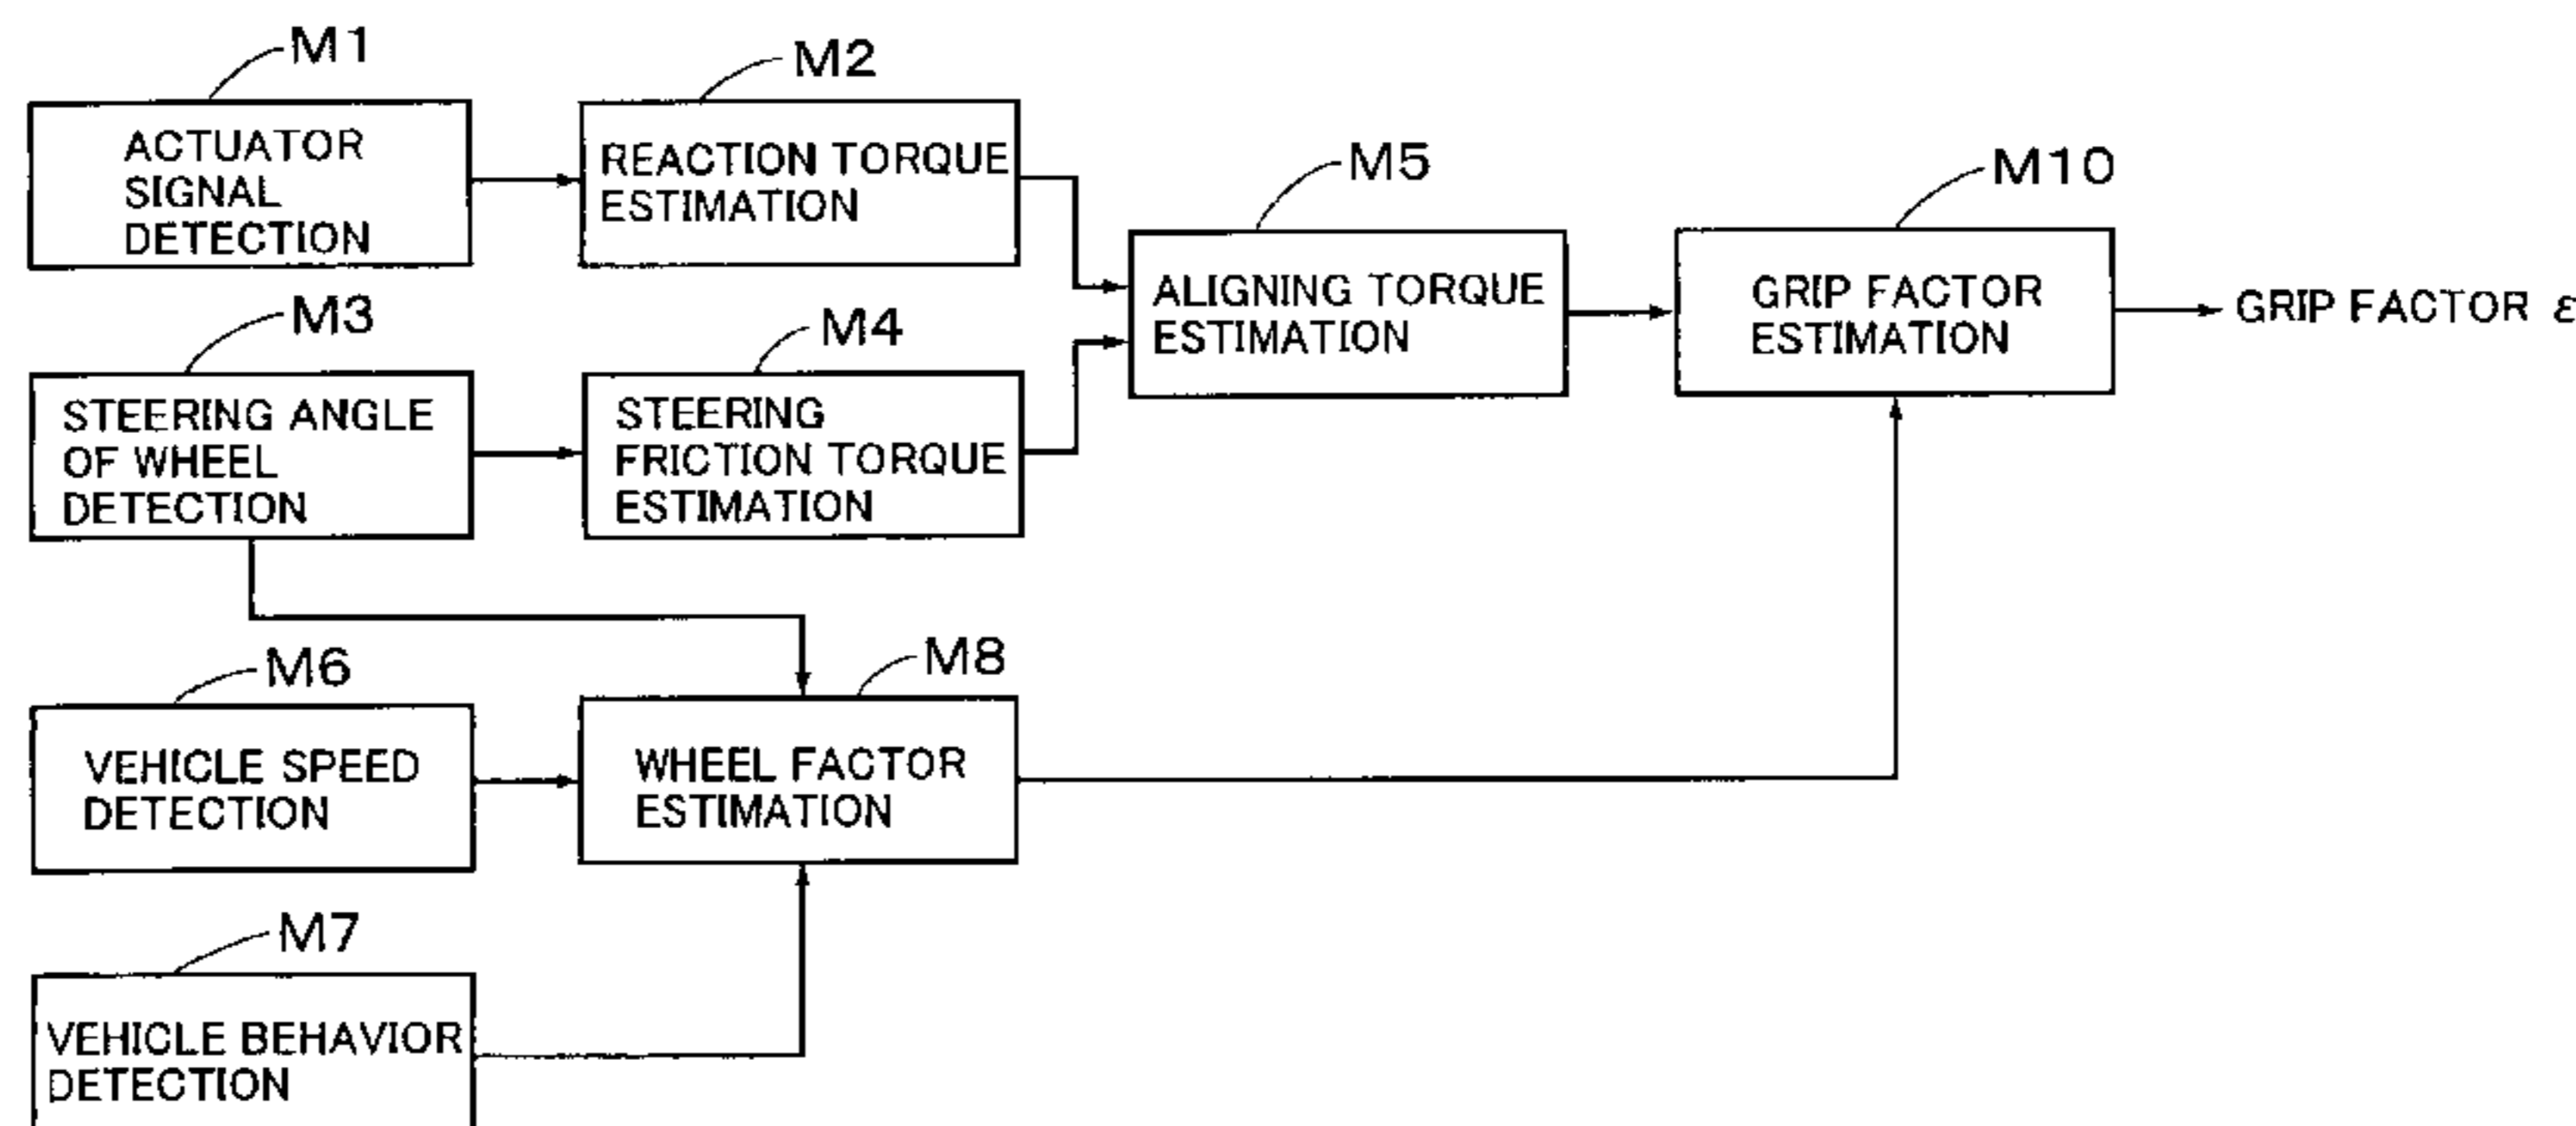 M1
ACTUATOR
SIGNAL
DETECTION
M2
REACTION TORQUE
ESTIMATION
M3
STEERING ANGLE
OF WHEEL
DETECTION
M4
STEERING
FRICTION TORQUE
ESTIMATION
M5
ALIGNING TORQUE
ESTIMATION
M10
GRIP FACTOR
ESTIMATION
GRIP FACTOR ε
M6
VEHICLE SPEED
DETECTION
M8
WHEEL FACTOR
ESTIMATION
M7
VEHICLE BEHAVIOR
DETECTION